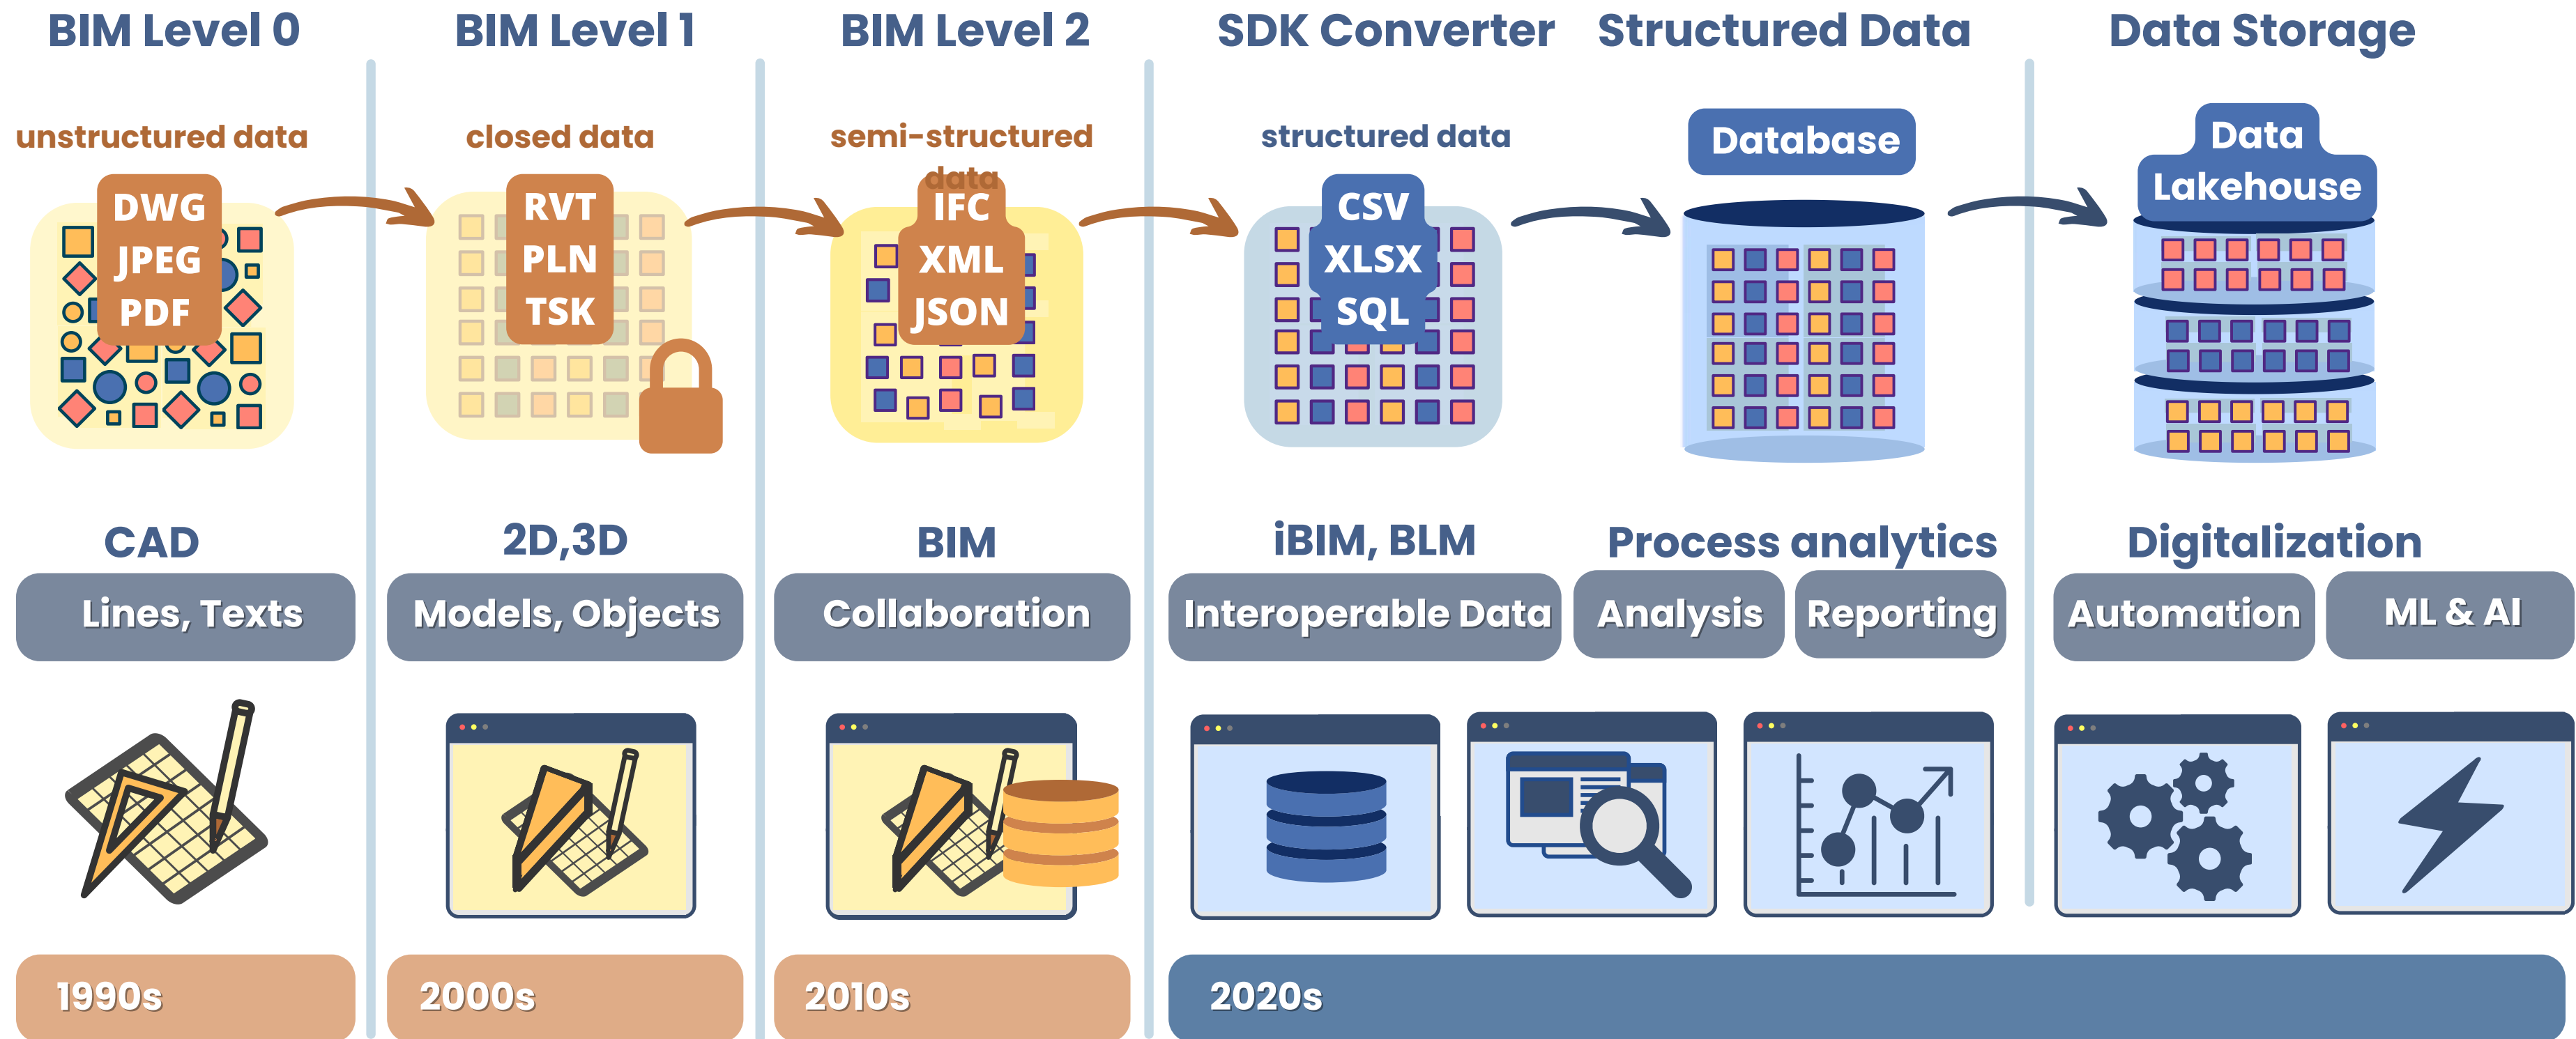 BIM Level 0
BIM Level 1
BIM Level 2
SDK Converter
Structured Data
Data Storage
unstructured data
closed data
semi-structured
data
structured data
Database
Data
Lakehouse
DWG
JPEG
PDF
RVT
PLN
TSK
IFC
XML
JSON
CSV
XLSX
SQL
CAD
2D,3D
BIM
iBIM, BLM
Process analytics
Digitalization
Lines, Texts
Models, Objects
Collaboration
Interoperable Data
Analysis
Reporting
Automation
ML & AI
1990s
2000s
2010s
2020s